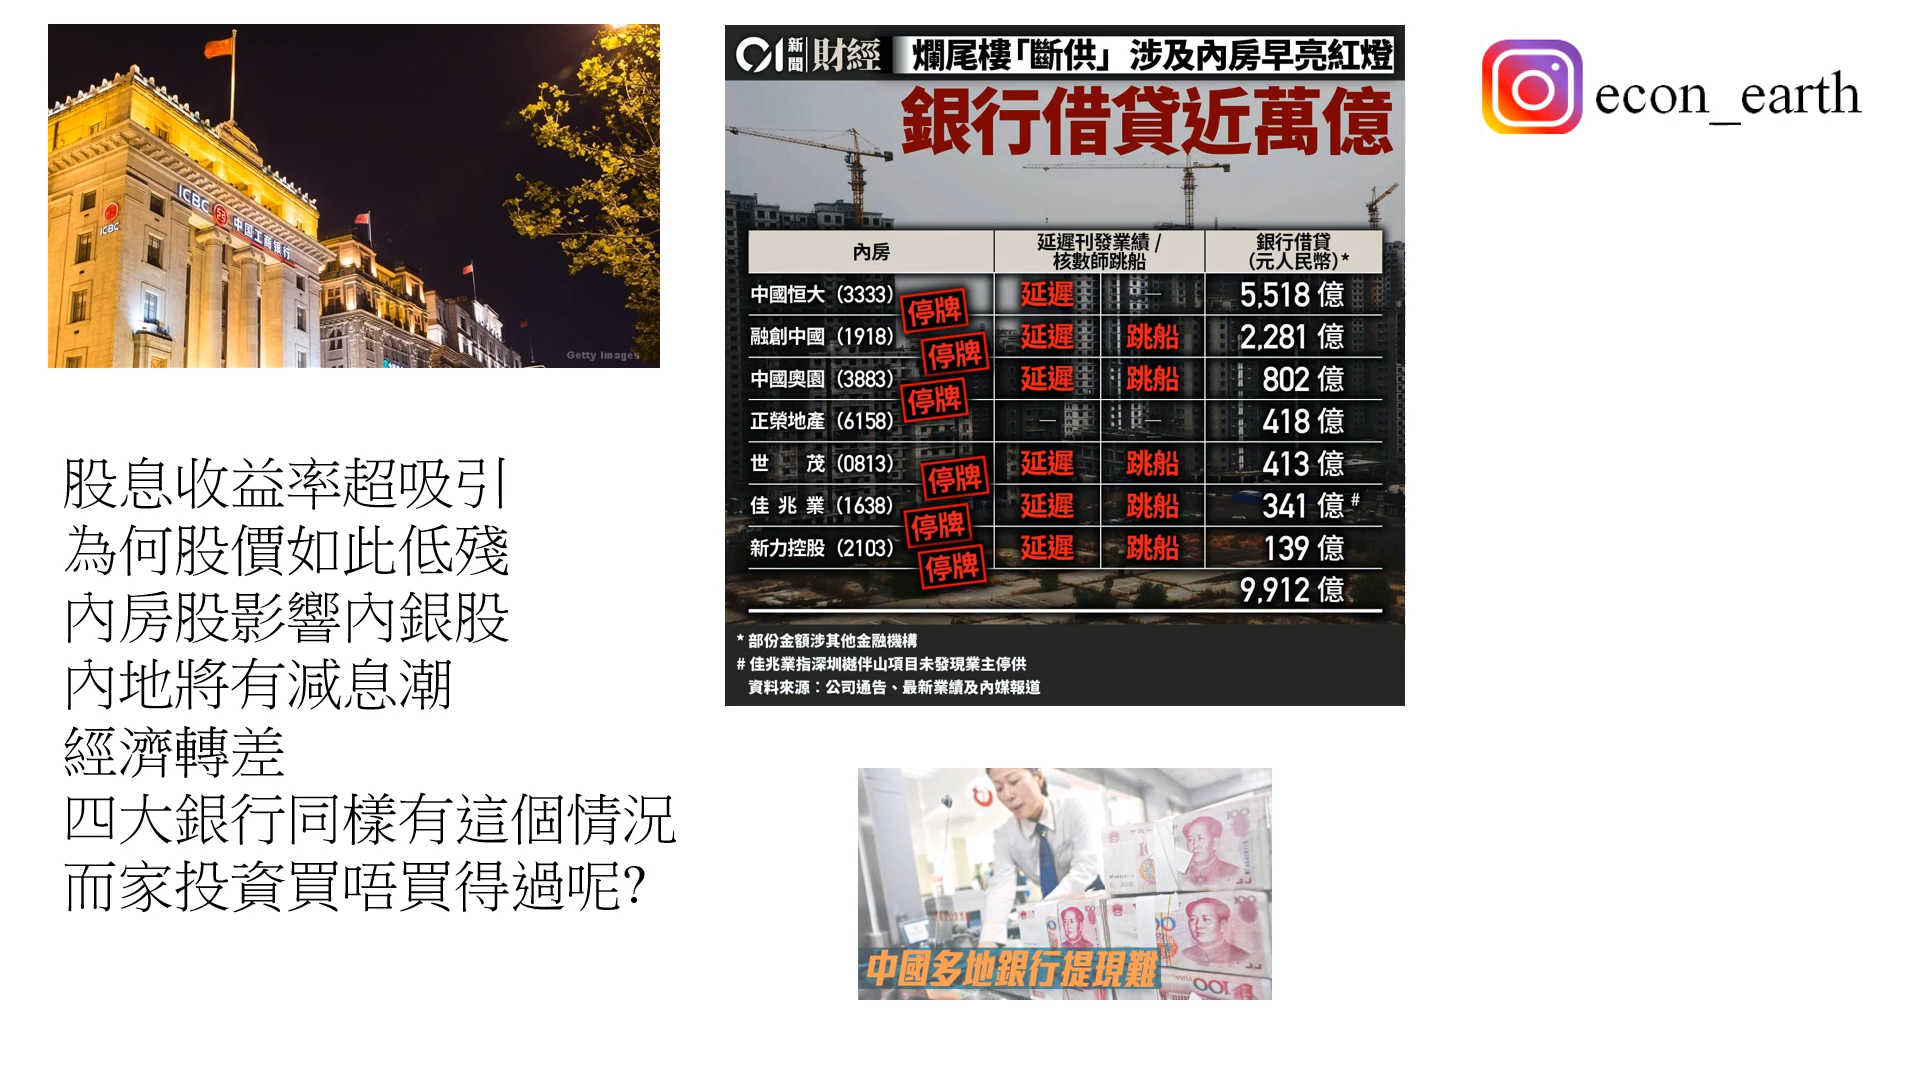 ICBC 中国工商银行
ICBC
Getty Images
股息收益率超吸引
為何股價如此低殘
內房股影響內銀股
內地將有減息潮
經濟轉差
四大銀行同樣有這個情況
而家投資買唔買得過呢?
01 新聞 財經 爛尾樓「斷供」 涉及內房早亮紅燈
銀行借貸近萬億
內房 延遲刊發業績 / 核數師跳船 銀行借貸 (元人民幣)*
中國恒大 (3333) 停牌 延遲 — 5,518 億
融創中國 (1918) 停牌 延遲 跳船 2,281 億
中國奧園 (3883) 停牌 延遲 跳船 802 億
正榮地產 (6158) — — 418 億
世茂 (0813) 停牌 延遲 跳船 413 億
佳兆業 (1638) 停牌 延遲 跳船 341 億 #
新力控股 (2103) 停牌 延遲 跳船 139 億
9,912 億
* 部份金額涉其他金融機構
# 佳兆業指深圳樾伴山項目未發現業主停供
資料來源：公司通告、最新業績及內媒報道
中國多地銀行提現難
100
100
100
econ_earth